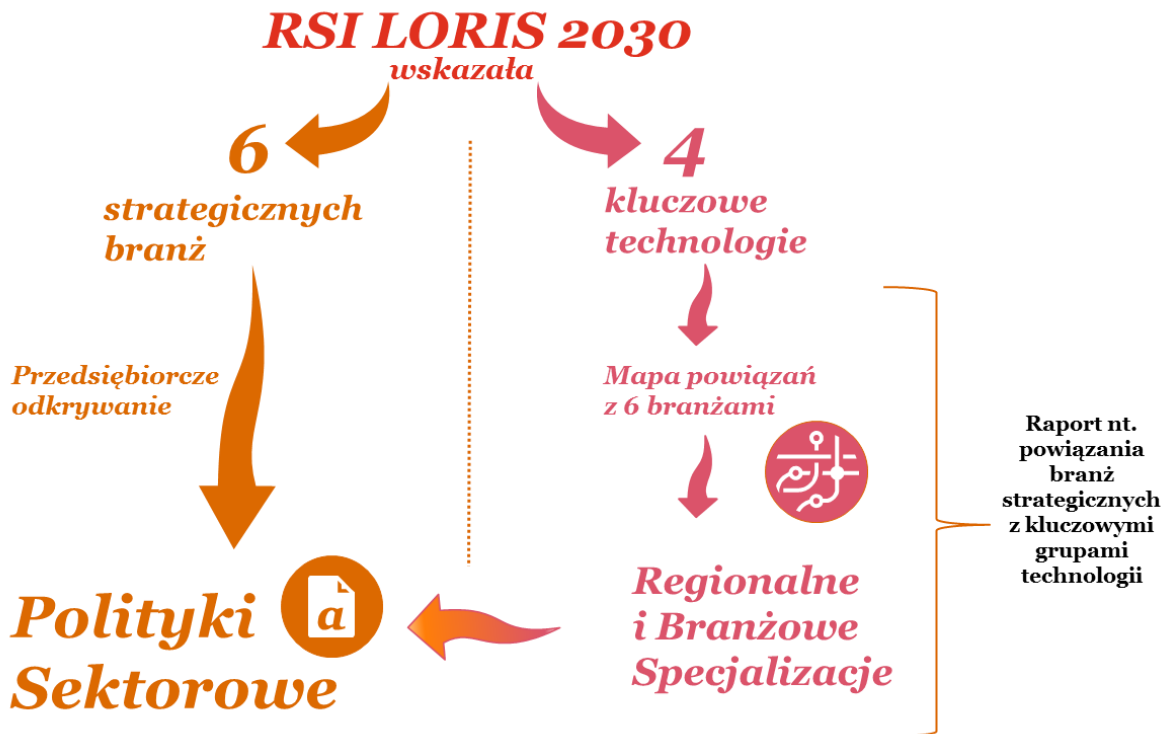 RSI LORIS 2030
wskazała
6
strategicznych
branż
Przedsiębiorcze
odkrywanie
4
kluczowe
technologie
Mapa powiązań
z 6 branżami
Regionalne
i Branżowe
Specjalizacje
Polityki
Sektorowe
a
Raport nt.
powiązania
branż
strategicznych
z kluczowymi
grupami
technologii